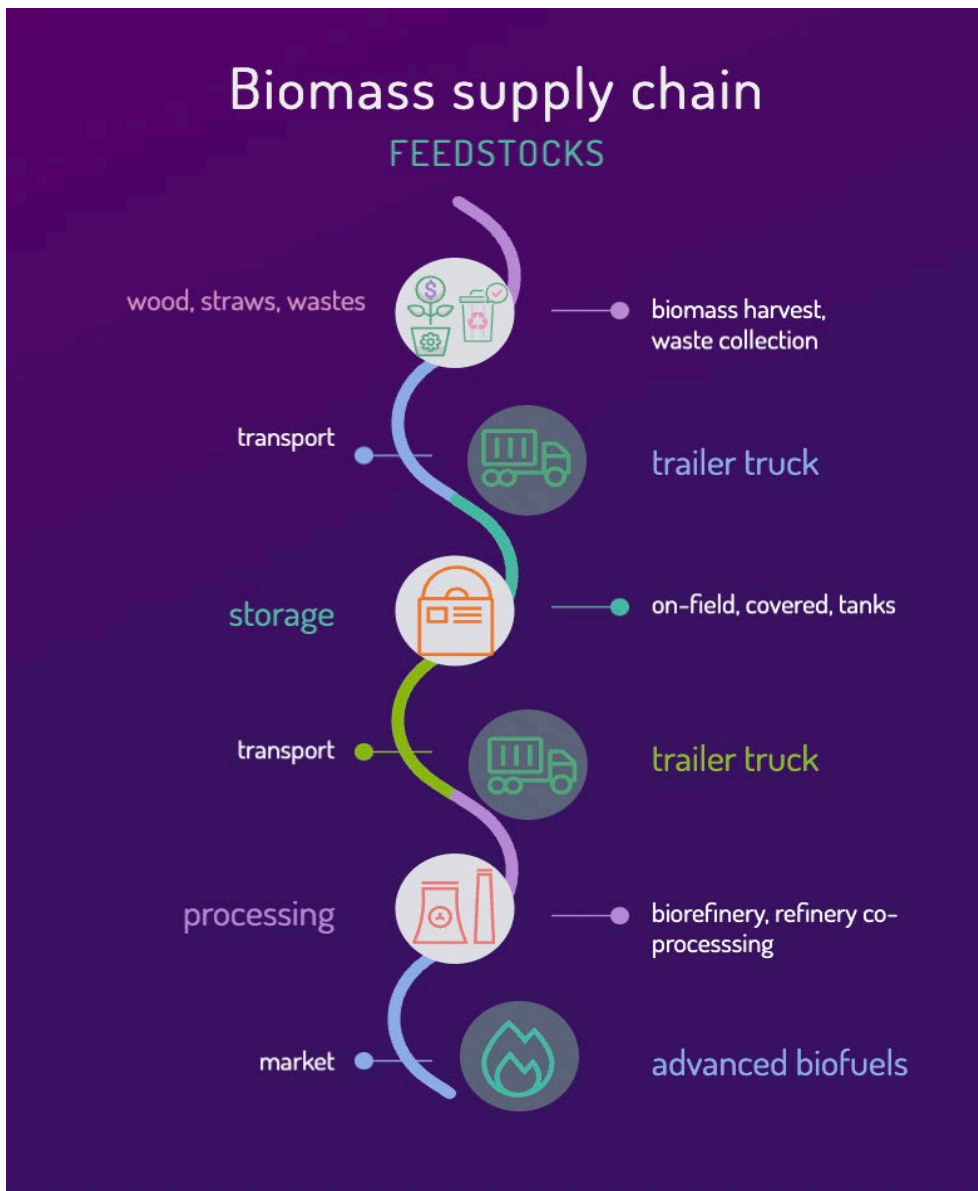 Biomass supply chain
FEEDSTOCKS
wood, straws, wastes
biomass harvest,
waste collection
transport
trailer truck
storage
on-field, covered, tanks
transport
trailer truck
processing
biorefinery, refinery co-
processsing
market
advanced biofuels